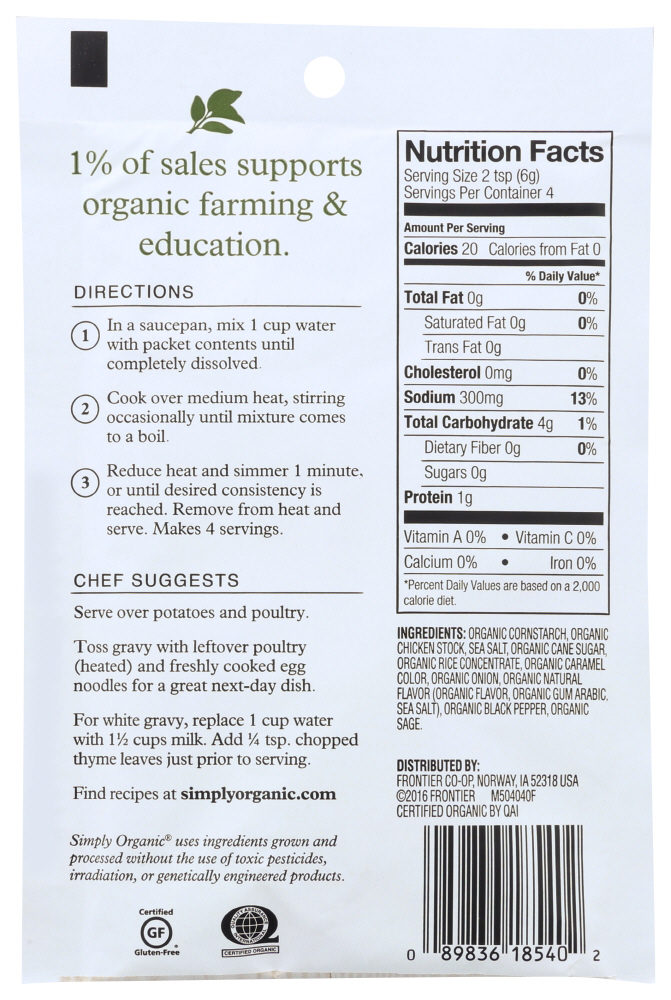 1% of sales supports
organic farming &
education.
DIRECTIONS
1 In a saucepan, mix 1 cup water
with packet contents until
completely dissolved.
2 Cook over medium heat, stirring
occasionally until mixture comes
to a boil.
3 Reduce heat and simmer 1 minute,
or until desired consistency is
reached. Remove from heat and
serve. Makes 4 servings.
CHEF SUGGESTS
Serve over potatoes and poultry.
Toss gravy with leftover poultry
(heated) and freshly cooked egg
noodles for a great next-day dish.
For white gravy, replace 1 cup water
with 1½ cups milk. Add ¼ tsp. chopped
thyme leaves just prior to serving.
Find recipes at simplyorganic.com
Simply Organic® uses ingredients grown and
processed without the use of toxic pesticides,
irradiation, or genetically engineered products.
Certified
GF
Gluten-Free
QUALITY ASSURANCE
INTERNATIONAL
CERTIFIED ORGANIC
Nutrition Facts
Serving Size 2 tsp (6g)
Servings Per Container 4
Amount Per Serving
Calories 20 Calories from Fat 0
% Daily Value*
Total Fat 0g 0%
Saturated Fat 0g 0%
Trans Fat 0g
Cholesterol 0mg 0%
Sodium 300mg 13%
Total Carbohydrate 4g 1%
Dietary Fiber 0g 0%
Sugars 0g
Protein 1g
Vitamin A 0% • Vitamin C 0%
Calcium 0% • Iron 0%
*Percent Daily Values are based on a 2,000
calorie diet.
INGREDIENTS: ORGANIC CORNSTARCH, ORGANIC
CHICKEN STOCK, SEA SALT, ORGANIC CANE SUGAR,
ORGANIC RICE CONCENTRATE, ORGANIC CARAMEL
COLOR, ORGANIC ONION, ORGANIC NATURAL
FLAVOR (ORGANIC FLAVOR, ORGANIC GUM ARABIC,
SEA SALT), ORGANIC BLACK PEPPER, ORGANIC
SAGE.
DISTRIBUTED BY:
FRONTIER CO-OP, NORWAY, IA 52318 USA
©2016 FRONTIER M504040F
CERTIFIED ORGANIC BY QAI
0 89836 18540 2